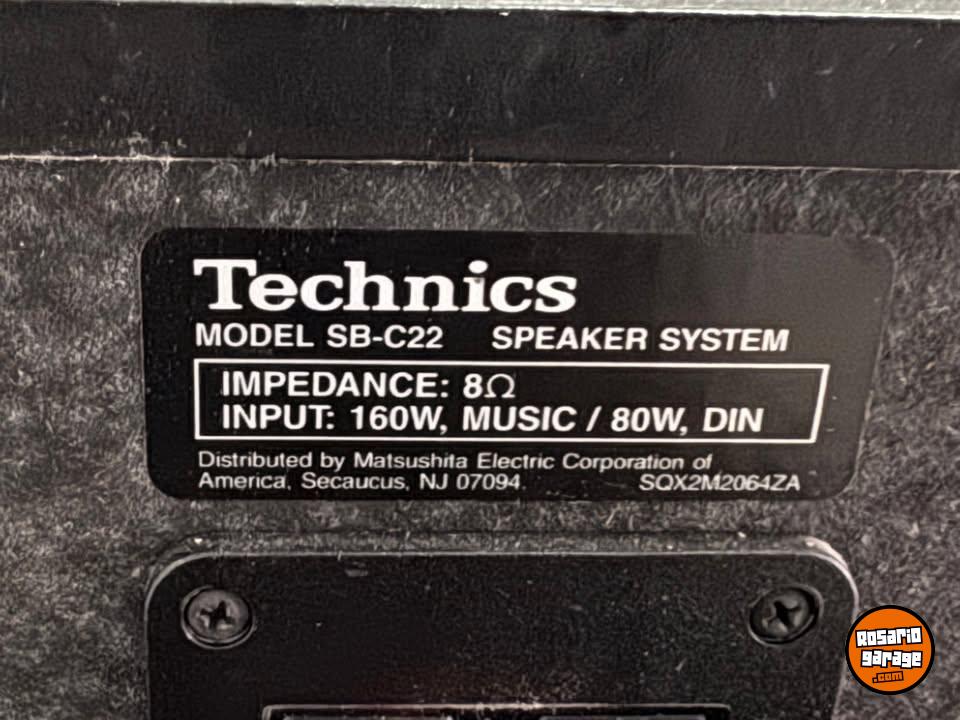 Technics
MODEL SB-C22 SPEAKER SYSTEM
IMPEDANCE: 8Ω
INPUT: 160W, MUSIC / 80W, DIN
Distributed by Matsushita Electric Corporation of
America, Secaucus, NJ 07094. SQX2M2064ZA
Rosario
garage
.com